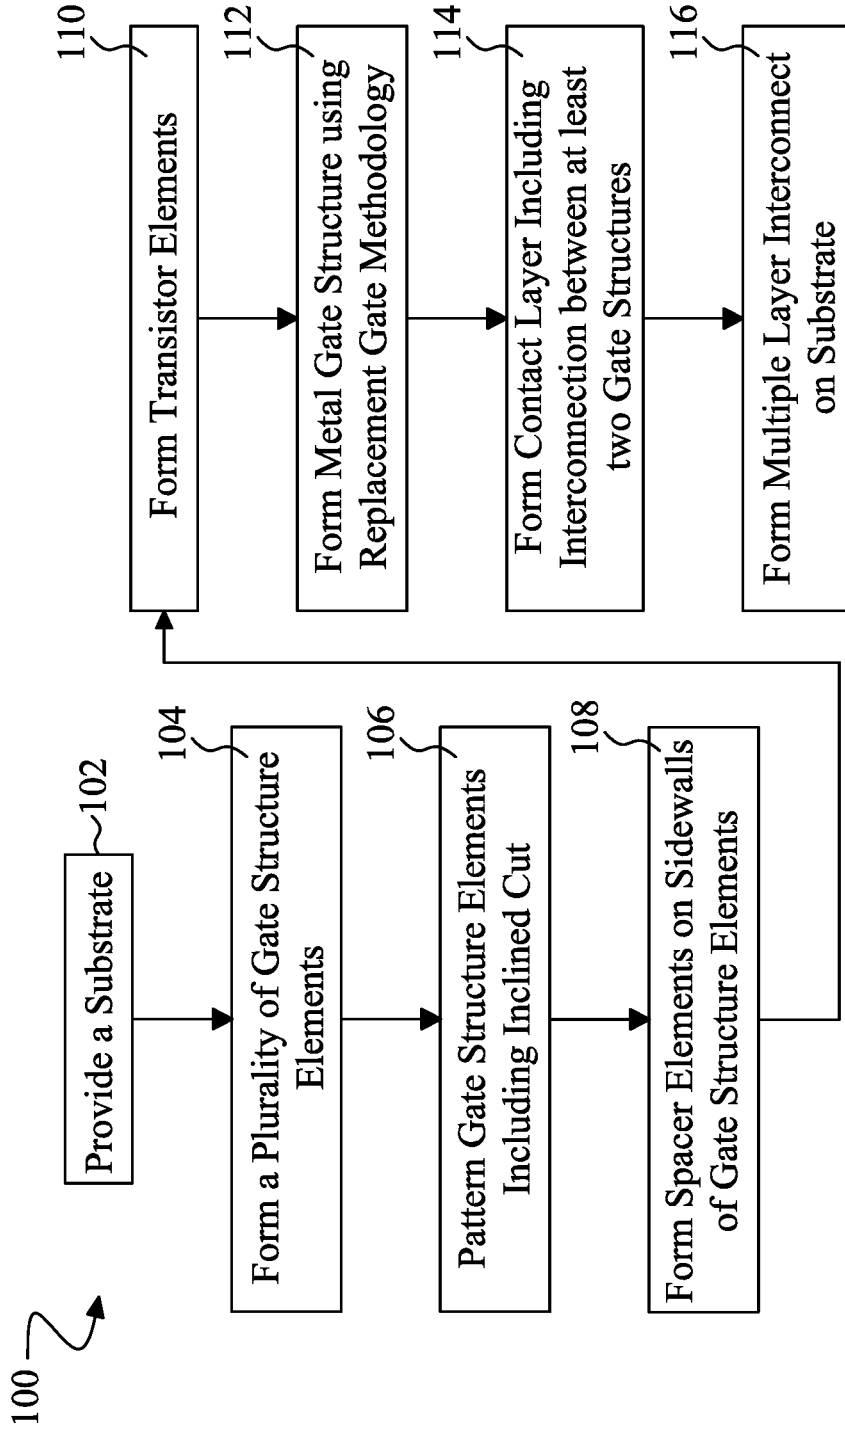 100
102
Provide a Substrate
104
Form a Plurality of Gate Structure
Elements
106
Pattern Gate Structure Elements
Including Inclined Cut
108
Form Spacer Elements on Sidewalls
of Gate Structure Elements
110
Form Transistor Elements
112
Form Metal Gate Structure using
Replacement Gate Methodology
114
Form Contact Layer Including
Interconnection between at least
two Gate Structures
116
Form Multiple Layer Interconnect
on Substrate